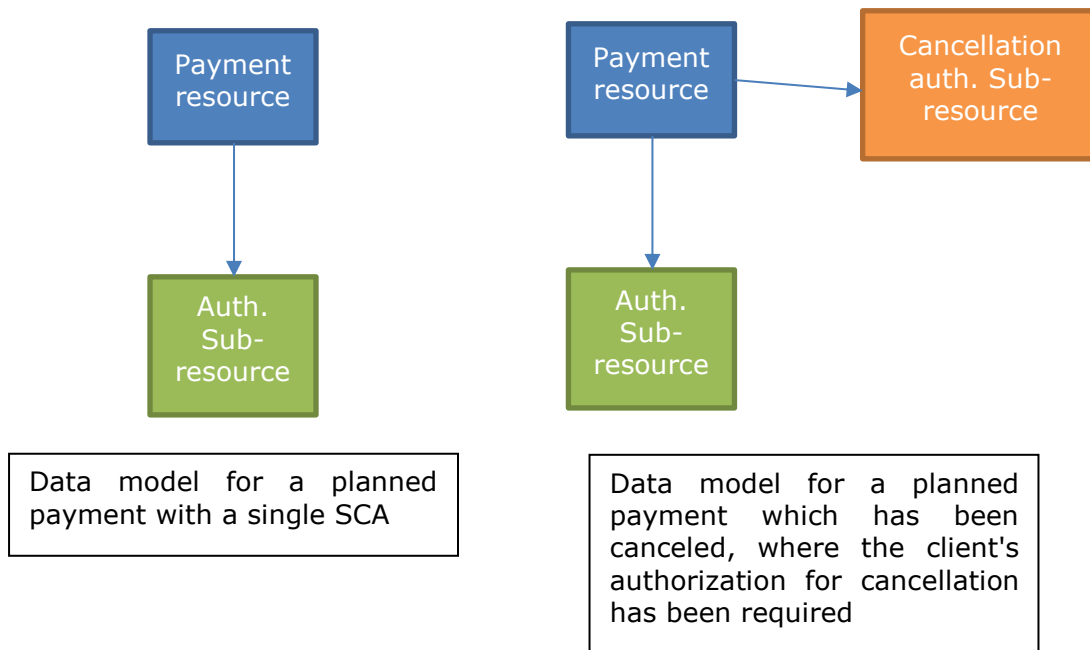 Payment
resource
Auth.
Sub-
resource
Data model for a planned
payment with a single SCA
Payment
resource
Cancellation
auth. Sub-
resource
Auth.
Sub-
resource
Data model for a planned
payment which has been
canceled, where the client's
authorization for cancellation
has been required